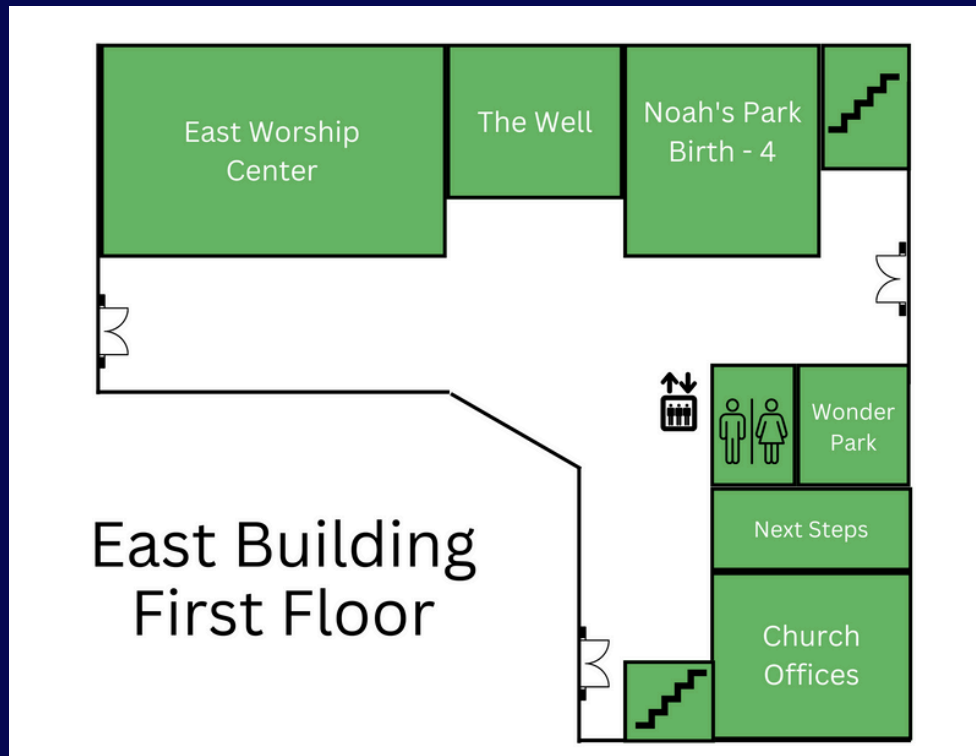 East Worship
Center
The Well
Noah's Park
Birth - 4
Wonder
Park
Next Steps
East Building
First Floor
Church
Offices